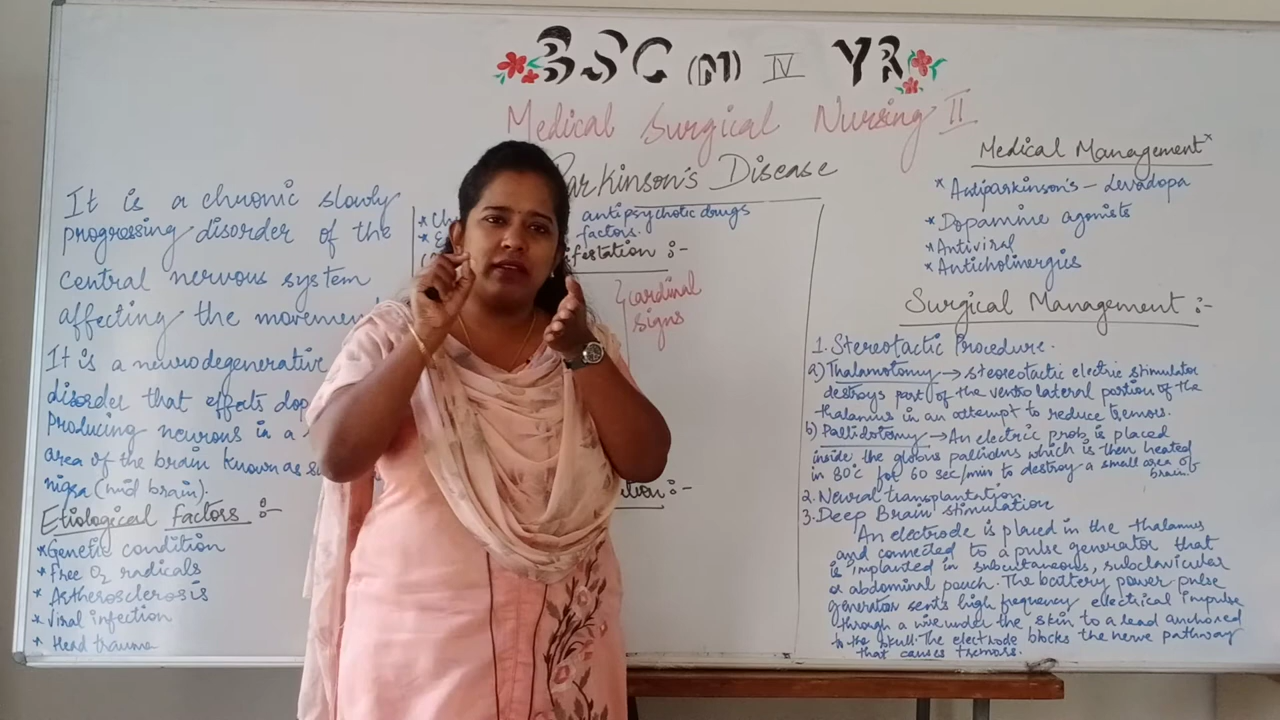 BSC (M) IV YR
Medical Surgical Nursing II
Parkinson's Disease
It is a chronic slowly
progressing disorder of the
central nervous system
affecting the movemen
It is a neurodegenerative
disorder that effects dop
Producing neurons in a
area of the brain known as su
nigra (mid brain).
Etiological Factors :-
*Genetic condition
*Free O2 radicals
*Astherosclerosis
*Viral infection
*Head trauma
*Ch antipsychotic drugs
*E factors.
ifestation :-
cardinal
signs
ation :-
Medical Management
*Antiparkinson's - Levadopa
*Dopamine agonists
*Antiviral
*Anticholinergics
Surgical Management :-
1. Stereotactic Procedure.
a) Thalamotomy → stereotactic electric stimulator
destroys part of the ventro lateral portion of the
thalamus in an attempt to reduce tremors.
b) Pallidotomy → An electric prob is placed
inside the globus pallidus which is then heated
in 80°c for 60 sec/min to destroy a small area of
brain.
2. Neural transplantation
3. Deep Brain stimulation
An electrode is placed in the thalamus
and connected to a pulse generator that
is implanted in subcutaneous, subclavicular
or abdominal pouch. The battery power pulse
generator sents high frequency electrical impulse
through a wire under the skin to a lead anchored
to the skull. The electrode blocks the nerve pathway
that causes tremors.